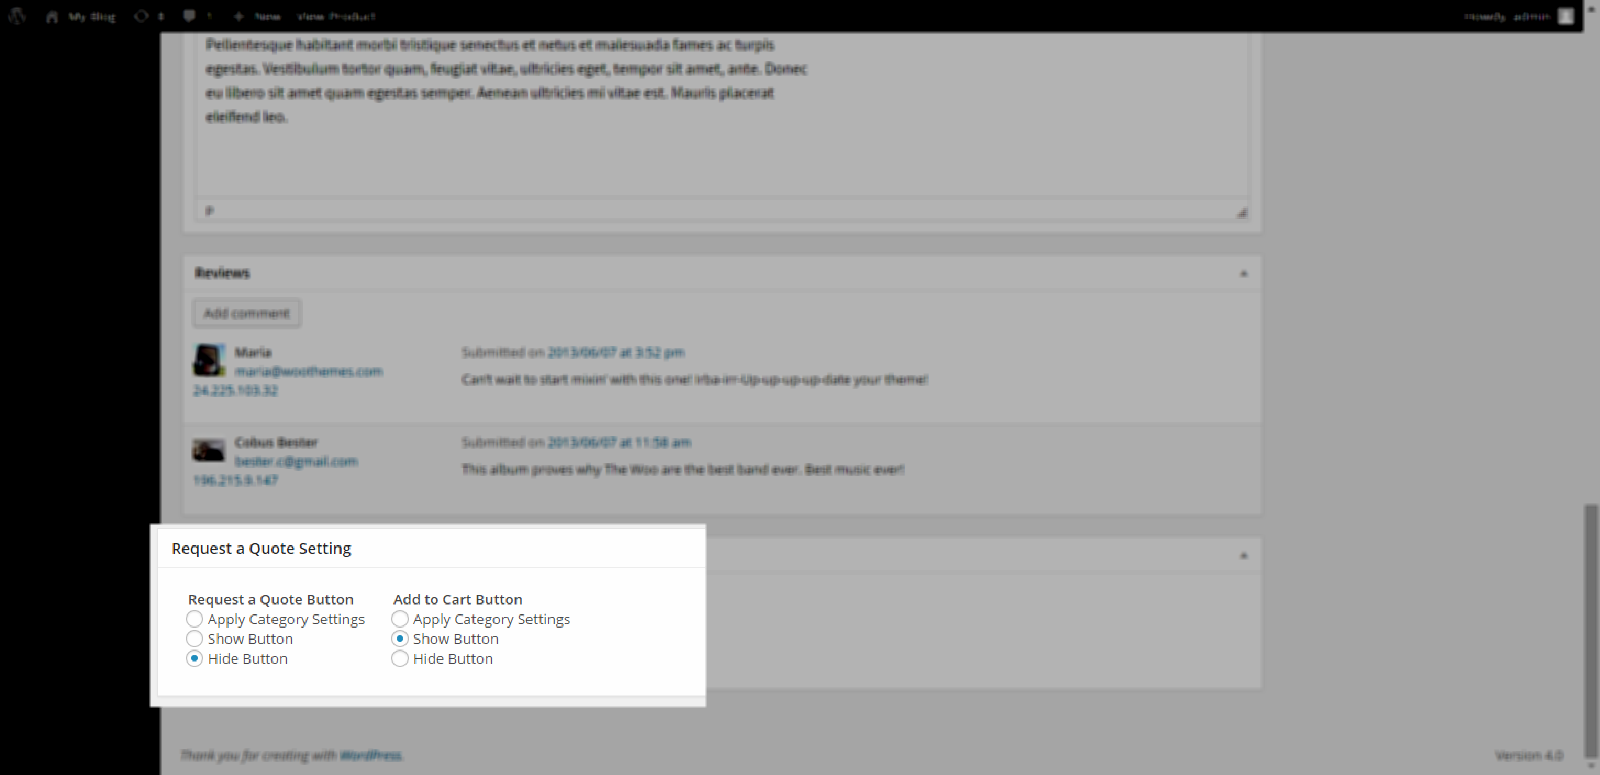 My Blog
1
New
View Product
Howdy, admin
Pellentesque habitant morbi tristique senectus et netus et malesuada fames ac turpis
egestas. Vestibulum tortor quam, feugiat vitae, ultricies eget, tempor sit amet, ante. Donec
eu libero sit amet quam egestas semper. Aenean ultricies mi vitae est. Mauris placerat
eleifend leo.
P
Reviews
Add comment
Maria
Submitted on 2013/06/07 at 3:52 pm
maria@woothemes.com
Can't wait to start mixin' with this one! Irba-irr-Up-up-up-up-date your theme!
24.225.103.32
Cobus Bester
Submitted on 2013/06/07 at 11:58 am
bester.c@gmail.com
This album proves why The Woo are the best band ever. Best music ever!
196.215.9.147
Request a Quote Setting
Request a Quote Button
Add to Cart Button
Apply Category Settings
Apply Category Settings
Show Button
Show Button
Hide Button
Hide Button
Thank you for creating with WordPress.
Version 4.0